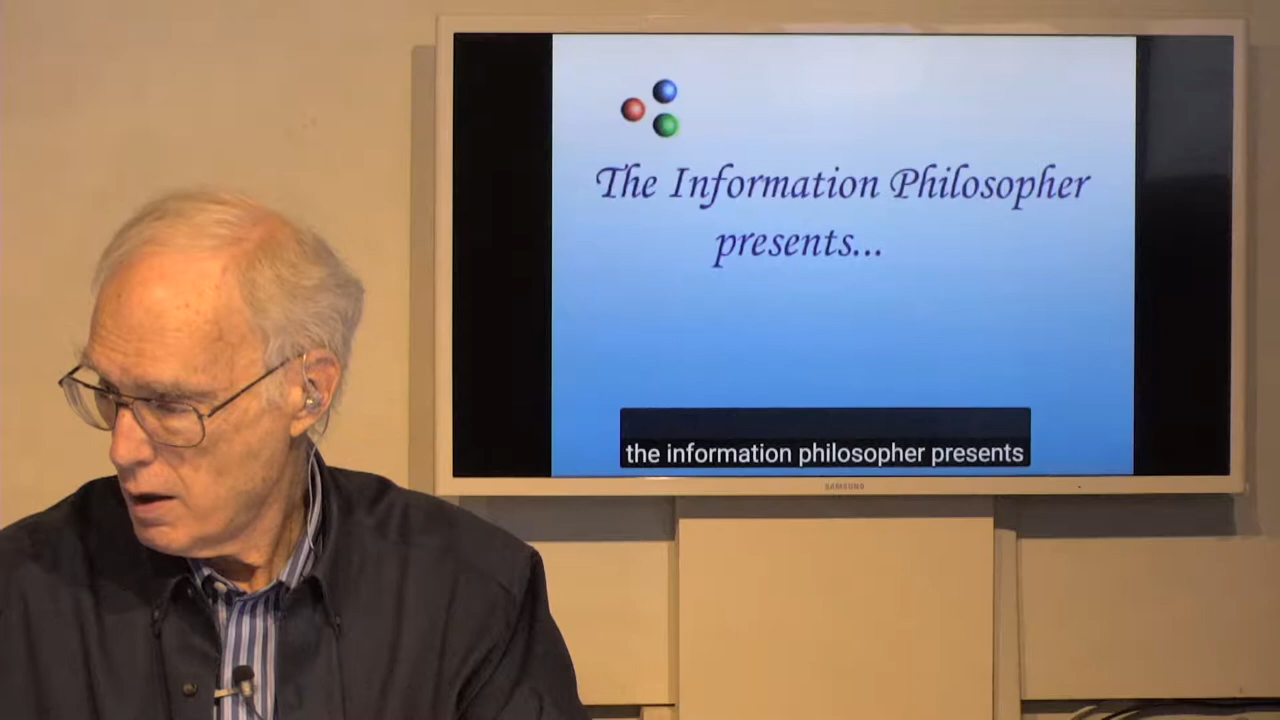 The Information Philosopher
presents...
the information philosopher presents
SAMSUNG